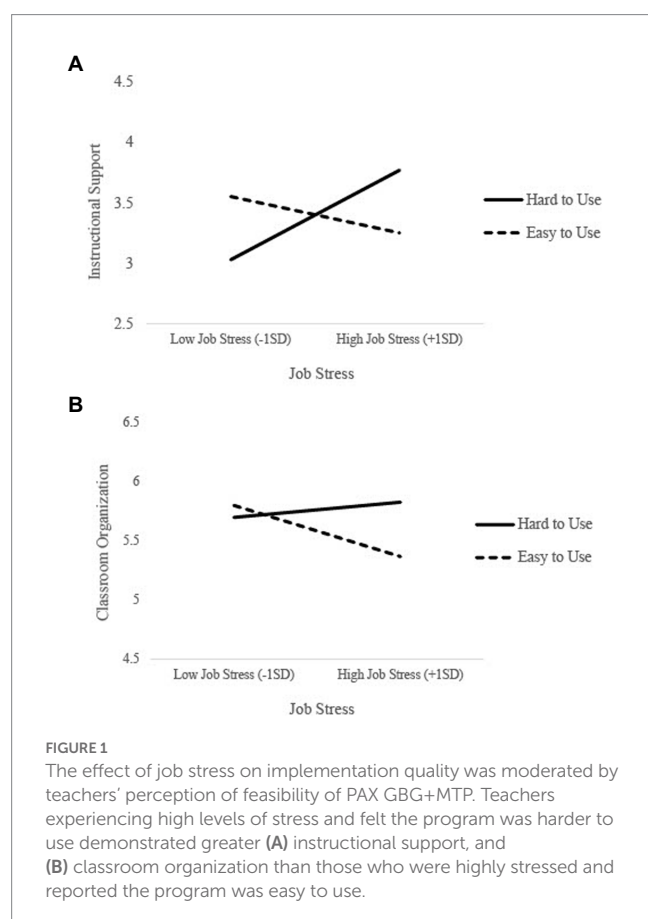 A
4.5
4
3.5
3
2.5
Instructional Support
Hard to Use
Easy to Use
Low Job Stress (-1SD) High Job Stress (+1SD)
Job Stress
B
6.5
6
5.5
5
4.5
Classroom Organization
Hard to Use
Easy to Use
Low Job Stress (-1SD) High Job Stress (+1SD)
Job Stress
FIGURE 1
The effect of job stress on implementation quality was moderated by
teachers’ perception of feasibility of PAX GBG+MTP. Teachers
experiencing high levels of stress and felt the program was harder to
use demonstrated greater (A) instructional support, and
(B) classroom organization than those who were highly stressed and
reported the program was easy to use.